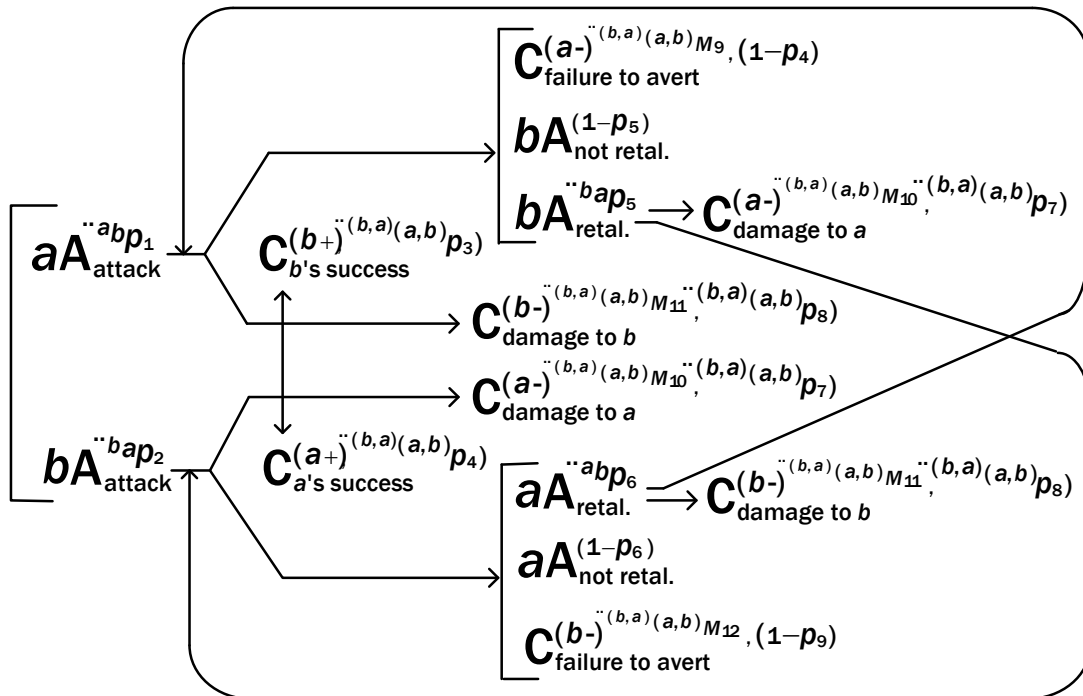 C(a-)¨(b,a)(a,b)M9, (1–p4)
failure to avert
bA(1–p5)
not retal.
bA¨bap5
retal.
C(a-)¨(b,a)(a,b)M10,¨(b,a)(a,b)p7)
damage to a
aA¨abp1
attack
C(b+)¨(b,a)(a,b)p3)
b's success
C(b-)¨(b,a)(a,b)M11,¨(b,a)(a,b)p8)
damage to b
C(a-)¨(b,a)(a,b)M10,¨(b,a)(a,b)p7)
damage to a
bA¨bap2
attack
C(a+)¨(b,a)(a,b)p4)
a's success
aA¨abp6
retal.
C(b-)¨(b,a)(a,b)M11,¨(b,a)(a,b)p8)
damage to b
aA(1–p6)
not retal.
C(b-)¨(b,a)(a,b)M12, (1–p9)
failure to avert